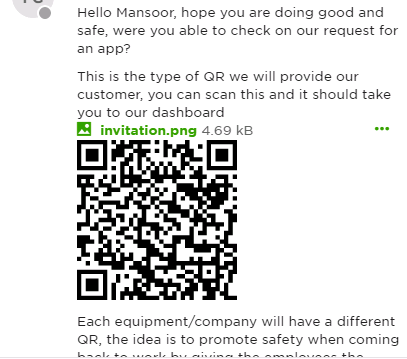 Hello Mansoor, hope you are doing good and
safe, were you able to check on our request for
an app?
This is the type of QR we will provide our
customer, you can scan this and it should take
you to our dashboard
invitation.png 4.69 kB
Each equipment/company will have a different
QR, the idea is to promote safety when coming
back to work by giving the employees the